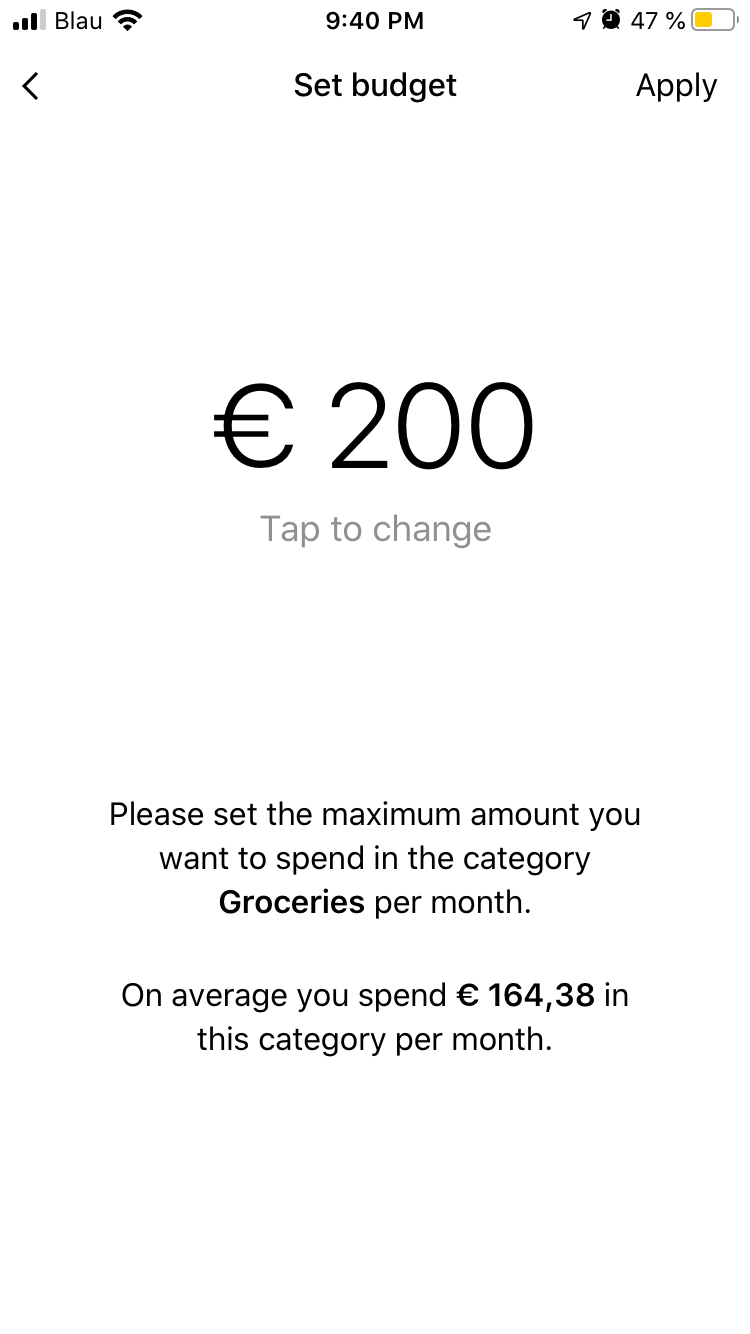 Blau 9:40 PM 47 %
Set budget Apply
€ 200
Tap to change
Please set the maximum amount you
want to spend in the category
Groceries per month.
On average you spend € 164,38 in
this category per month.